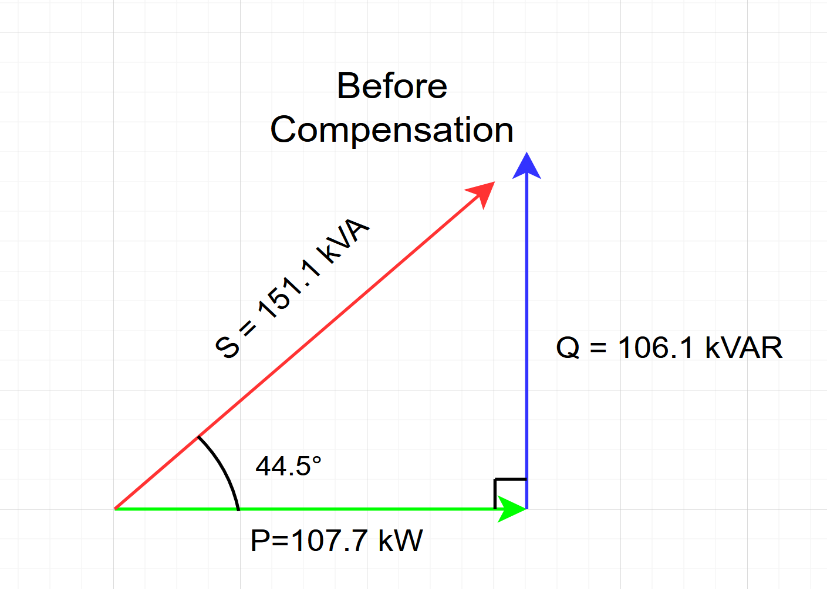 Before
Compensation
S = 151.1 kVA
Q = 106.1 kVAR
44.5°
P=107.7 kW